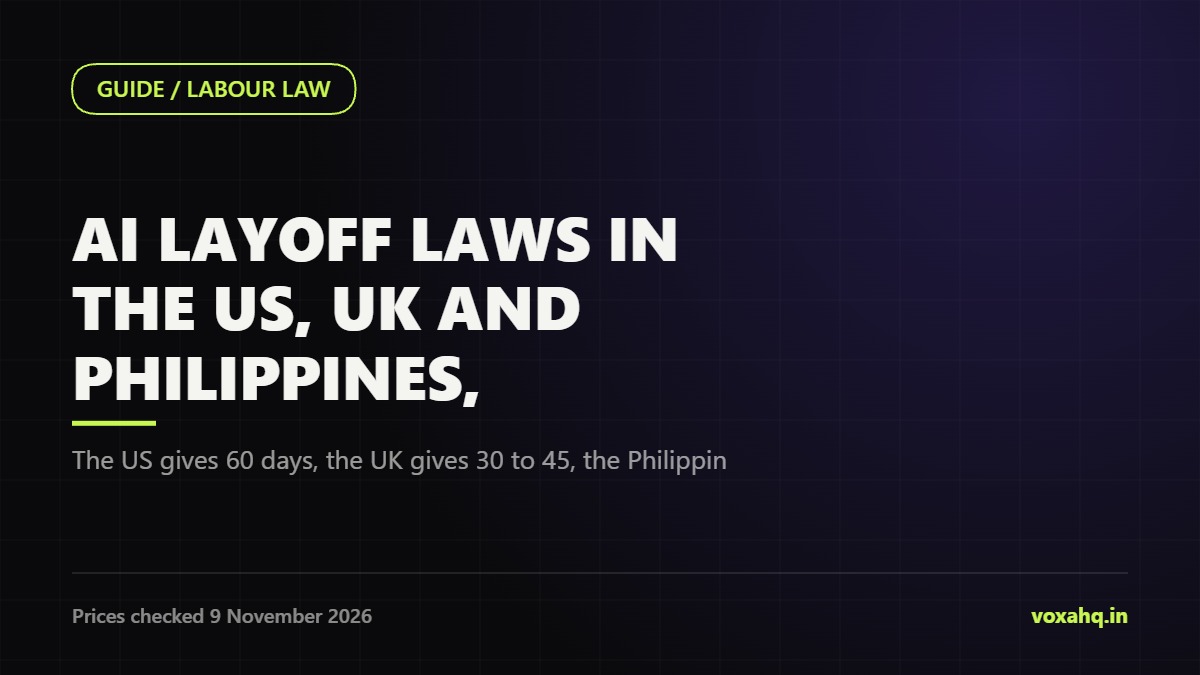 GUIDE / LABOUR LAW
AI LAYOFF LAWS IN
THE US, UK AND
PHILIPPINES,
The US gives 60 days, the UK gives 30 to 45, the Philippin
Prices checked 9 November 2026
voxahq.in